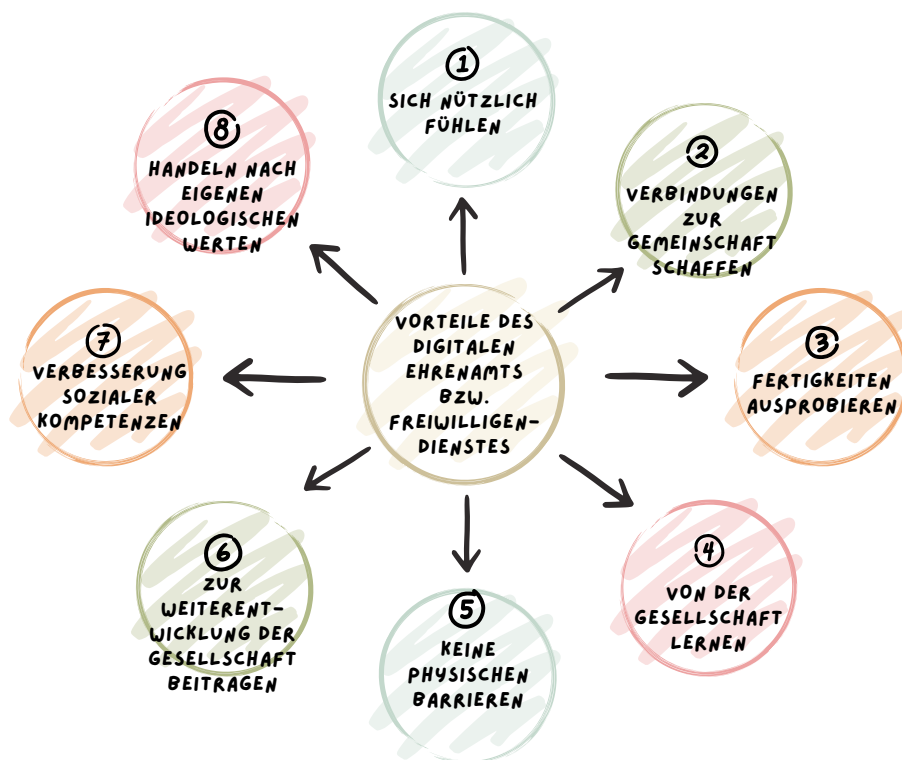 1
SICH NÜTZLICH
FÜHLEN
2
VERBINDUNGEN
ZUR
GEMEINSCHAFT
SCHAFFEN
3
FERTIGKEITEN
AUSPROBIEREN
4
VON DER
GESELLSCHAFT
LERNEN
5
KEINE
PHYSISCHEN
BARRIEREN
6
ZUR
WEITERENT-
WICKLUNG DER
GESELLSCHAFT
BEITRAGEN
7
VERBESSERUNG
SOZIALER
KOMPETENZEN
8
HANDELN NACH
EIGENEN
IDEOLOGISCHEN
WERTEN
VORTEILE DES
DIGITALEN
EHRENAMTS
BZW.
FREIWILLIGEN-
DIENSTES